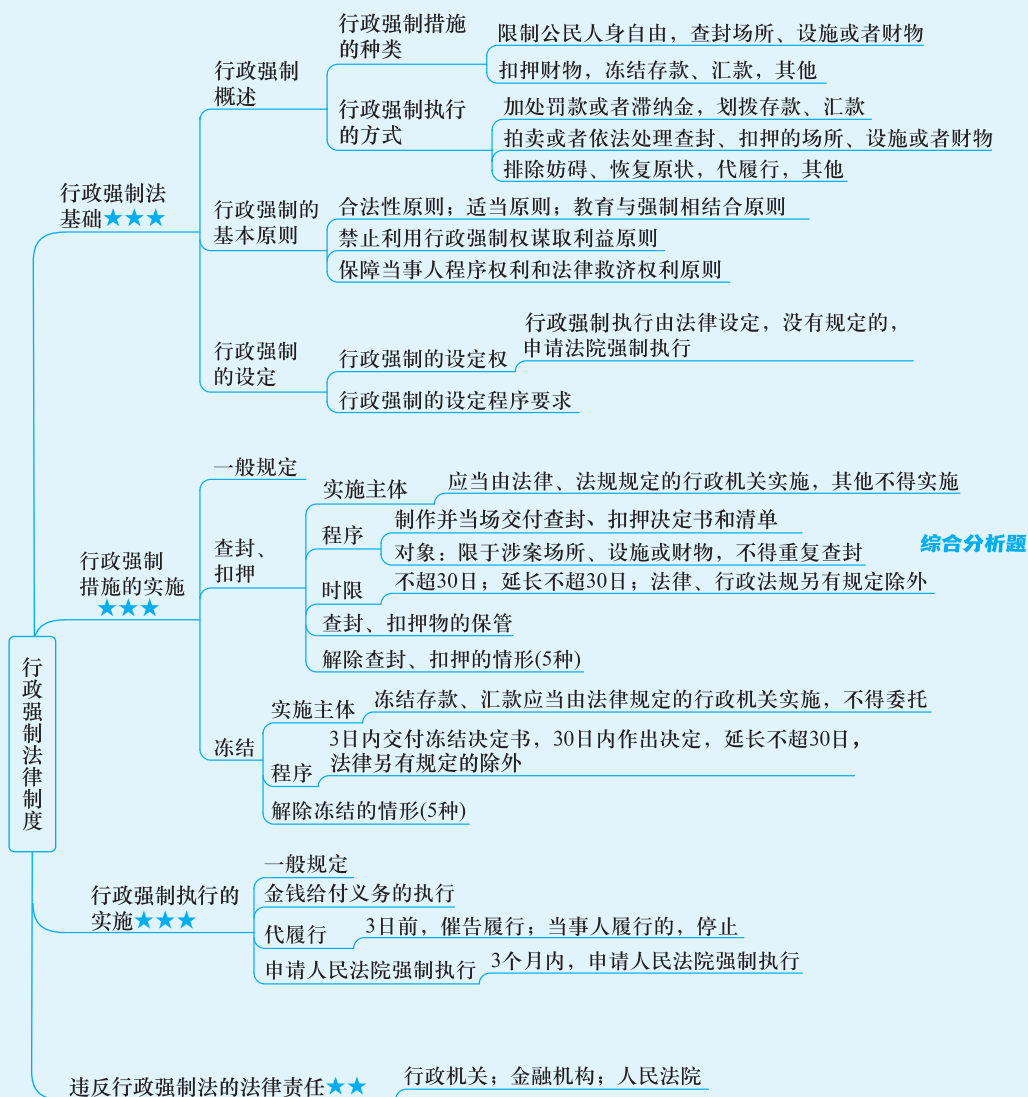 行政强制法律制度
行政强制法
基础★★★
行政强制
概述
行政强制措施
的种类
限制公民人身自由，查封场所、设施或者财物
扣押财物，冻结存款、汇款，其他
行政强制执行
的方式
加处罚款或者滞纳金，划拨存款、汇款
拍卖或者依法处理查封、扣押的场所、设施或者财物
排除妨碍、恢复原状，代履行，其他
行政强制的
基本原则
合法性原则；适当原则；教育与强制相结合原则
禁止利用行政强制权谋取利益原则
保障当事人程序权利和法律救济权利原则
行政强制
的设定
行政强制的设定权
行政强制执行由法律设定，没有规定的，
申请法院强制执行
行政强制的设定程序要求
行政强制
措施的实施
★★★
一般规定
查封、
扣押
实施主体
应当由法律、法规规定的行政机关实施，其他不得实施
程序
制作并当场交付查封、扣押决定书和清单
对象：限于涉案场所、设施或财物，不得重复查封
时限
不超30日；延长不超30日；法律、行政法规另有规定除外
查封、扣押物的保管
解除查封、扣押的情形(5种)
综合分析题
冻结
实施主体
冻结存款、汇款应当由法律规定的行政机关实施，不得委托
程序
3日内交付冻结决定书，30日内作出决定，延长不超30日，
法律另有规定的除外
解除冻结的情形(5种)
行政强制执行的
实施★★★
一般规定
金钱给付义务的执行
代履行
3日前，催告履行；当事人履行的，停止
申请人民法院强制执行
3个月内，申请人民法院强制执行
违反行政强制法的法律责任★★
行政机关；金融机构；人民法院